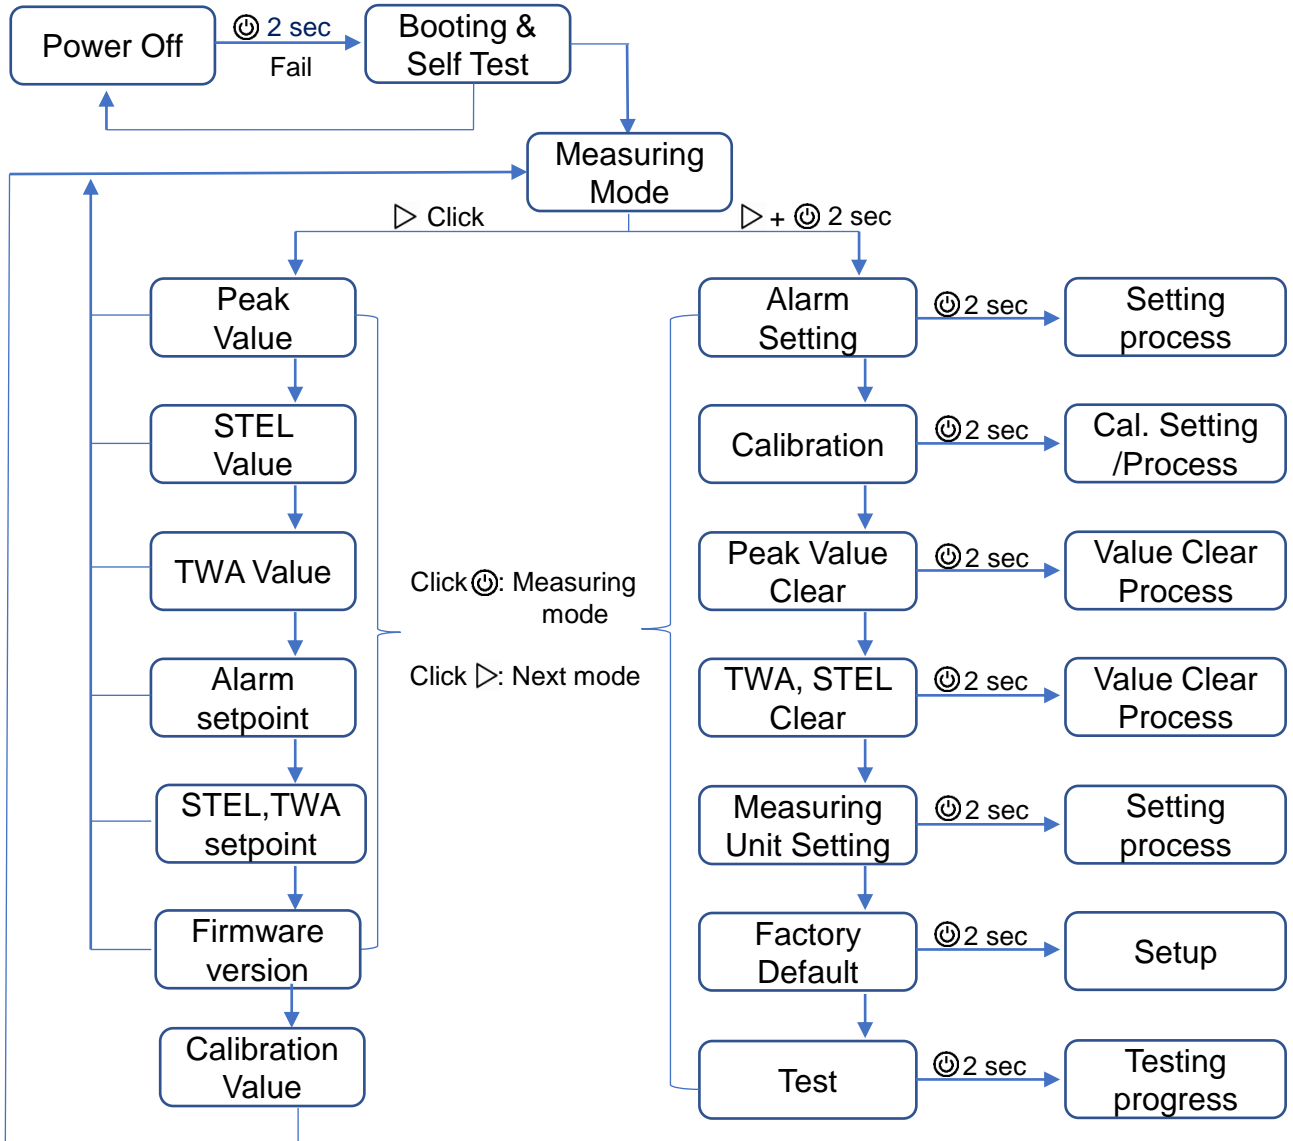 Power Off
2 sec
Fail
Booting &
Self Test
Measuring
Mode
Click
+ 2 sec
Peak
Value
STEL
Value
TWA Value
Alarm
setpoint
STEL,TWA
setpoint
Firmware
version
Calibration
Value
Click : Measuring
mode
Click : Next mode
Alarm
Setting
2 sec
Setting
process
Calibration
2 sec
Cal. Setting
/Process
Peak Value
Clear
2 sec
Value Clear
Process
TWA, STEL
Clear
2 sec
Value Clear
Process
Measuring
Unit Setting
2 sec
Setting
process
Factory
Default
2 sec
Setup
Test
2 sec
Testing
progress